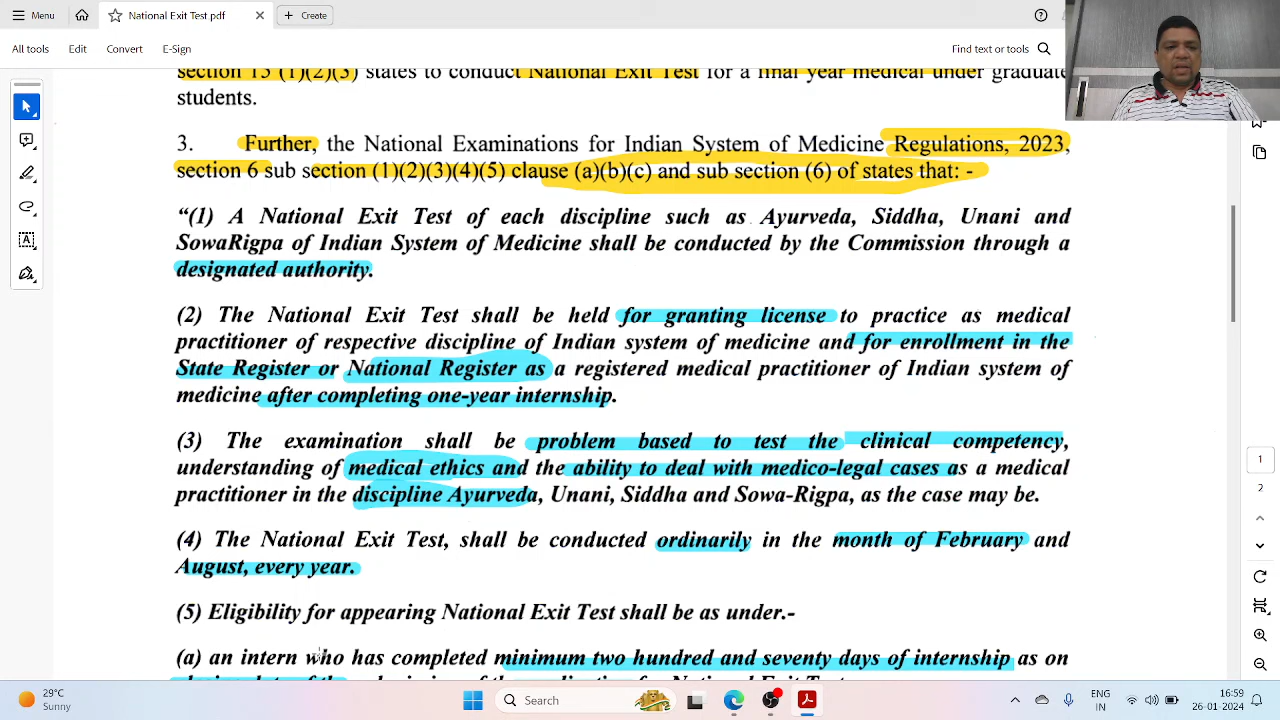 Menu
Home
National Exit Test.pdf
+ Create
All tools Edit Convert E-Sign
Find text or tools
section 15 (1)(2)(3) states to conduct National Exit Test for a final year medical under graduate
students.
3. Further, the National Examinations for Indian System of Medicine Regulations, 2023,
section 6 sub section (1)(2)(3)(4)(5) clause (a)(b)(c) and sub section (6) of states that: -
“(1) A National Exit Test of each discipline such as Ayurveda, Siddha, Unani and
SowaRigpa of Indian System of Medicine shall be conducted by the Commission through a
designated authority.
(2) The National Exit Test shall be held for granting license to practice as medical
practitioner of respective discipline of Indian system of medicine and for enrollment in the
State Register or National Register as a registered medical practitioner of Indian system of
medicine after completing one-year internship.
(3) The examination shall be problem based to test the clinical competency,
understanding of medical ethics and the ability to deal with medico-legal cases as a medical
practitioner in the discipline Ayurveda, Unani, Siddha and Sowa-Rigpa, as the case may be.
(4) The National Exit Test, shall be conducted ordinarily in the month of February and
August, every year.
(5) Eligibility for appearing National Exit Test shall be as under.-
(a) an intern who has completed minimum two hundred and seventy days of internship as on
1
2
29°C
Sunny
Search
ENG
IN
16:59
26-01-2024